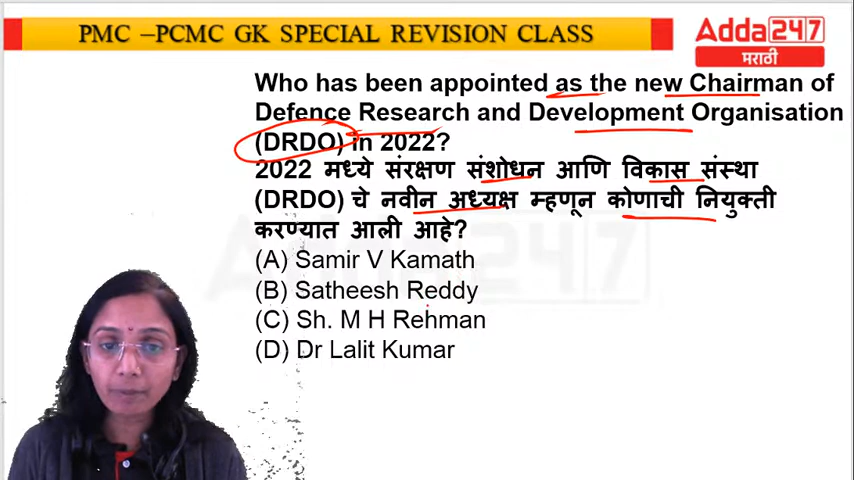 PMC –PCMC GK SPECIAL REVISION CLASS
Adda247
मराठी
Who has been appointed as the new Chairman of
Defence Research and Development Organisation
(DRDO) in 2022?
2022 मध्ये संरक्षण संशोधन आणि विकास संस्था
(DRDO) चे नवीन अध्यक्ष म्हणून कोणाची नियुक्ती
करण्यात आली आहे?
(A) Samir V Kamath
(B) Satheesh Reddy
(C) Sh. M H Rehman
(D) Dr Lalit Kumar
Adda247